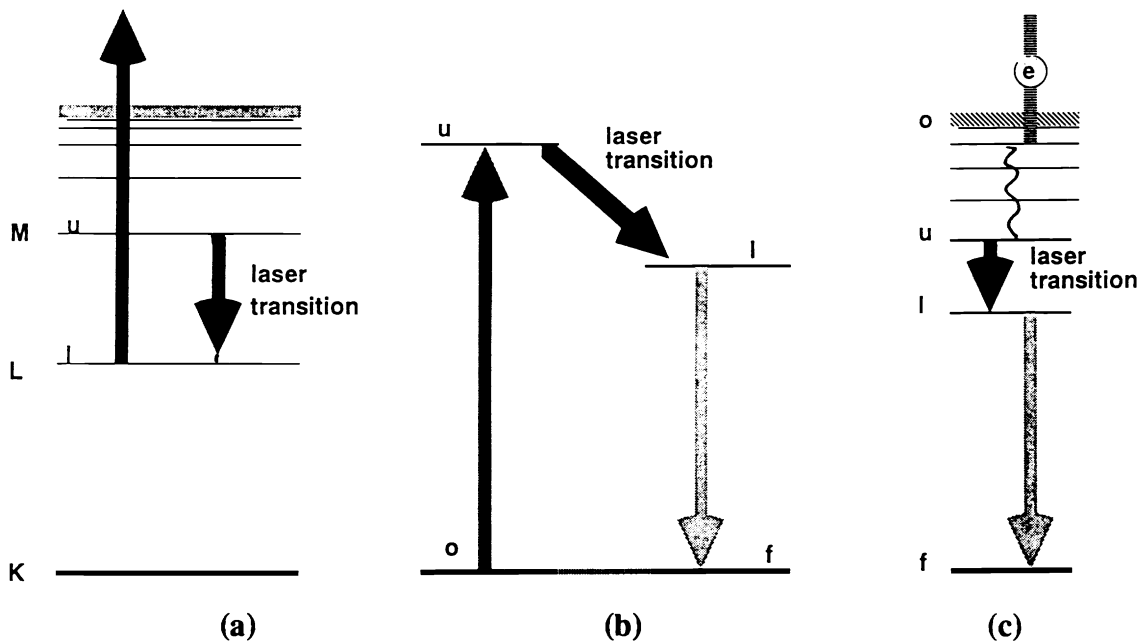 M
u
laser
transition
L
l
K
(a)
u
laser
transition
l
o
f
(b)
e
o
u
laser
transition
l
f
(c)